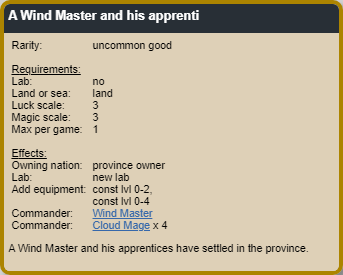 A Wind Master and his apprenti
Rarity: uncommon good
Requirements:
Lab: no
Land or sea: land
Luck scale: 3
Magic scale: 3
Max per game: 1
Effects:
Owning nation: province owner
Lab: new lab
Add equipment: const lvl 0-2,
const lvl 0-4
Commander: Wind Master
Commander: Cloud Mage x 4
A Wind Master and his apprentices have settled in the province.